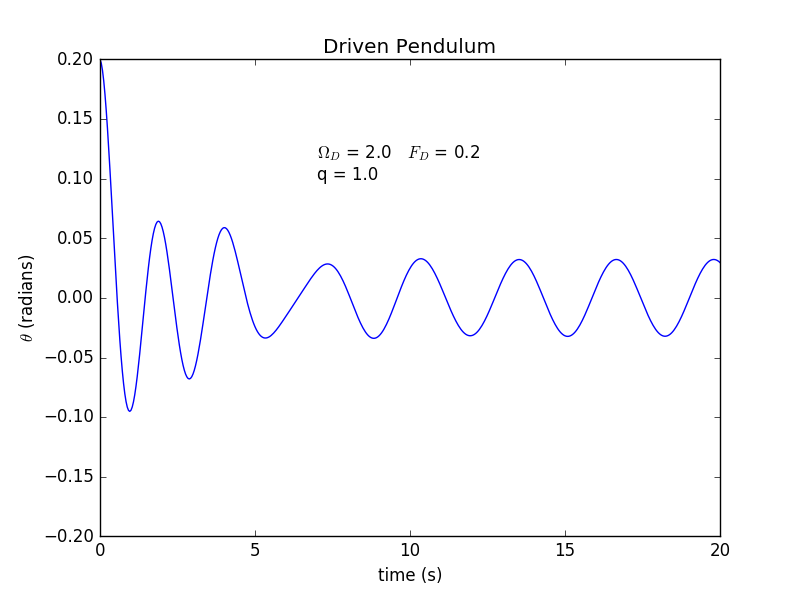 Driven Pendulum
0.20
0.15
0.10
0.05
0.00
−0.05
−0.10
−0.15
−0.20
θ (radians)
Ω_D = 2.0 F_D = 0.2
q = 1.0
0 5 10 15 20
time (s)